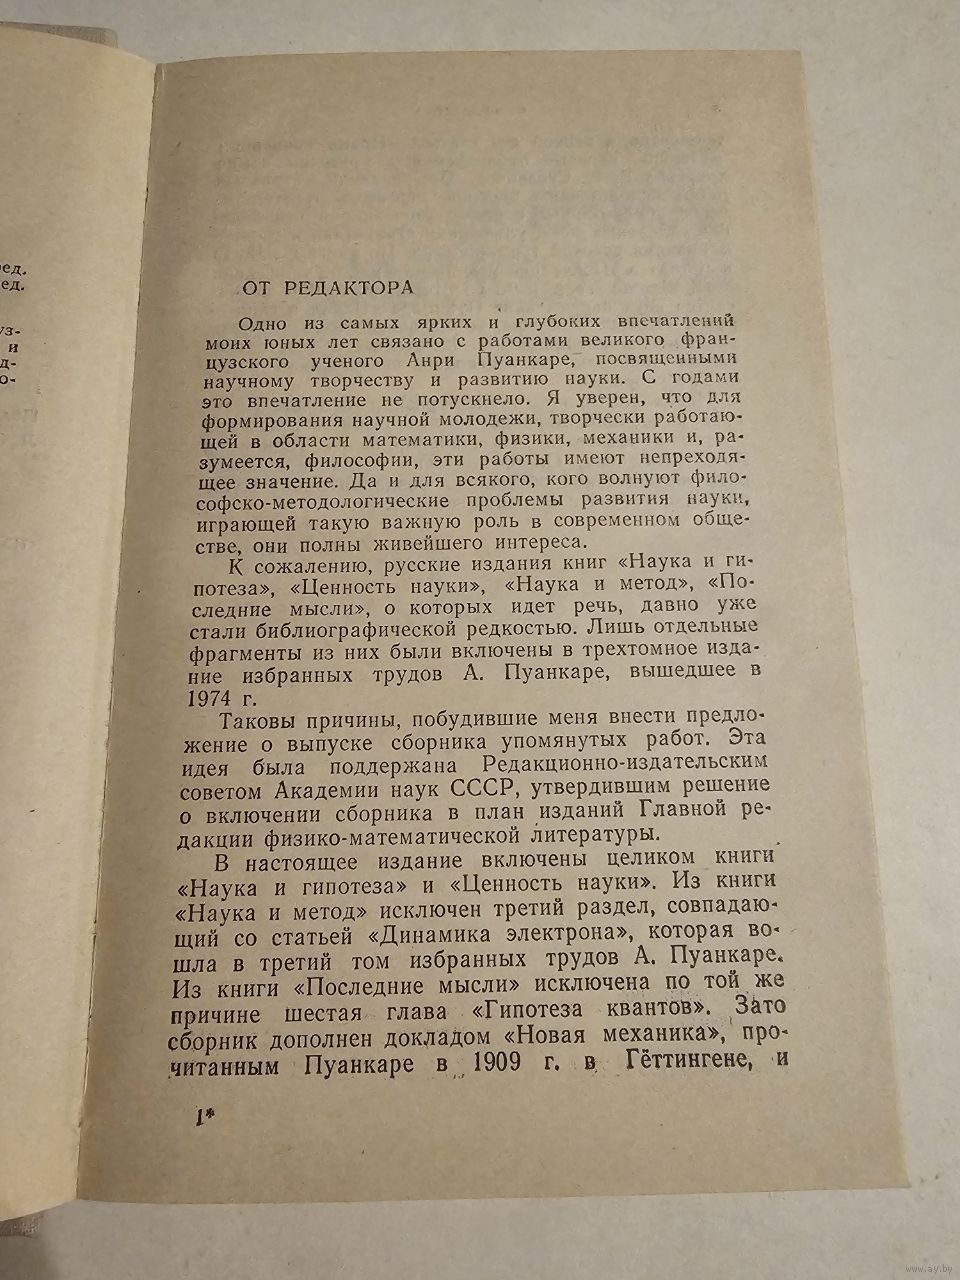 ед.
ед.
уз-
и
д-
о-
ОТ РЕДАКТОРА
Одно из самых ярких и глубоких впечатлений
моих юных лет связано с работами великого фран-
цузского ученого Анри Пуанкаре, посвященными
научному творчеству и развитию науки. С годами
это впечатление не потускнело. Я уверен, что для
формирования научной молодежи, творчески работаю-
щей в области математики, физики, механики и, ра-
зумеется, философии, эти работы имеют непреходя-
щее значение. Да и для всякого, кого волнуют фило-
софско-методологические проблемы развития науки,
играющей такую важную роль в современном обще-
стве, они полны живейшего интереса.
К сожалению, русские издания книг «Наука и ги-
потеза», «Ценность науки», «Наука и метод», «По-
следние мысли», о которых идет речь, давно уже
стали библиографической редкостью. Лишь отдельные
фрагменты из них были включены в трехтомное изда-
ние избранных трудов А. Пуанкаре, вышедшее в
1974 г.
Таковы причины, побудившие меня внести предло-
жение о выпуске сборника упомянутых работ. Эта
идея была поддержана Редакционно-издательским
советом Академии наук СССР, утвердившим решение
о включении сборника в план изданий Главной ре-
дакции физико-математической литературы.
В настоящее издание включены целиком книги
«Наука и гипотеза» и «Ценность науки». Из книги
«Наука и метод» исключен третий раздел, совпадаю-
щий со статьей «Динамика электрона», которая во-
шла в третий том избранных трудов А. Пуанкаре.
Из книги «Последние мысли» исключена по той же
причине шестая глава «Гипотеза квантов». Зато
сборник дополнен докладом «Новая механика», про-
читанным Пуанкаре в 1909 г. в Гёттингене, и
1*
www.ay.by